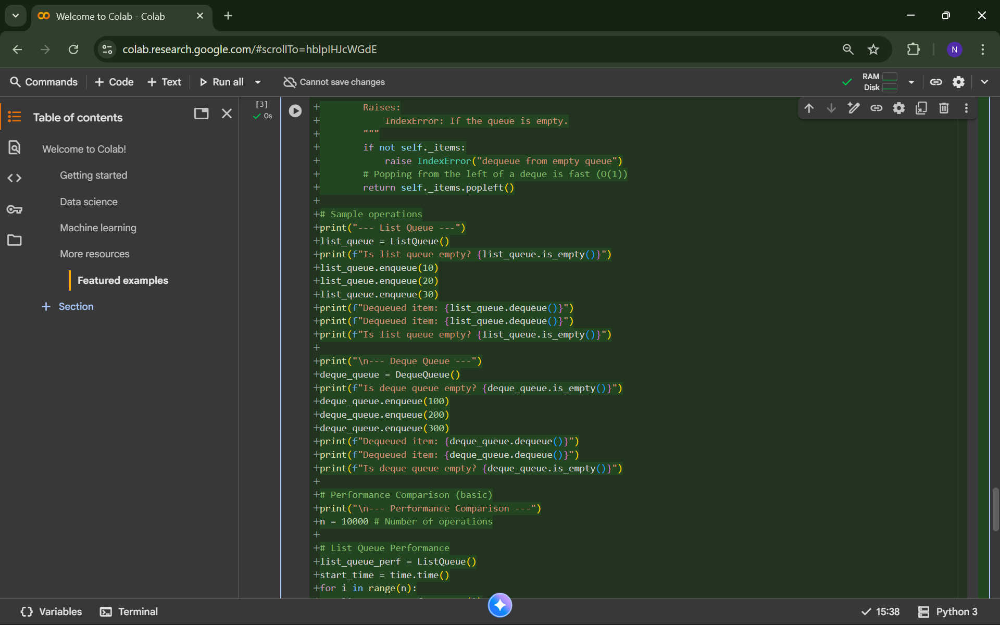 Welcome to Colab - Colab
colab.research.google.com/#scrollTo=hblpIHJcWGdE
N
Commands
+ Code
+ Text
Run all
Cannot save changes
RAM
Disk
Table of contents
Welcome to Colab!
Getting started
Data science
Machine learning
More resources
Featured examples
+ Section
[3]
0s
+        Raises:
+            IndexError: If the queue is empty.
+        """
+        if not self._items:
+            raise IndexError("dequeue from empty queue")
+        # Popping from the left of a deque is fast (O(1))
+        return self._items.popleft()
+
+# Sample operations
+print("--- List Queue ---")
+list_queue = ListQueue()
+print(f"Is list queue empty? {list_queue.is_empty()}")
+list_queue.enqueue(10)
+list_queue.enqueue(20)
+list_queue.enqueue(30)
+print(f"Dequeued item: {list_queue.dequeue()}")
+print(f"Dequeued item: {list_queue.dequeue()}")
+print(f"Is list queue empty? {list_queue.is_empty()}")
+
+print("\n--- Deque Queue ---")
+deque_queue = DequeQueue()
+print(f"Is deque queue empty? {deque_queue.is_empty()}")
+deque_queue.enqueue(100)
+deque_queue.enqueue(200)
+deque_queue.enqueue(300)
+print(f"Dequeued item: {deque_queue.dequeue()}")
+print(f"Dequeued item: {deque_queue.dequeue()}")
+print(f"Is deque queue empty? {deque_queue.is_empty()}")
+
+# Performance Comparison (basic)
+print("\n--- Performance Comparison ---")
+n = 10000 # Number of operations
+
+# List Queue Performance
+list_queue_perf = ListQueue()
+start_time = time.time()
+for i in range(n):
Variables
Terminal
15:38
Python 3